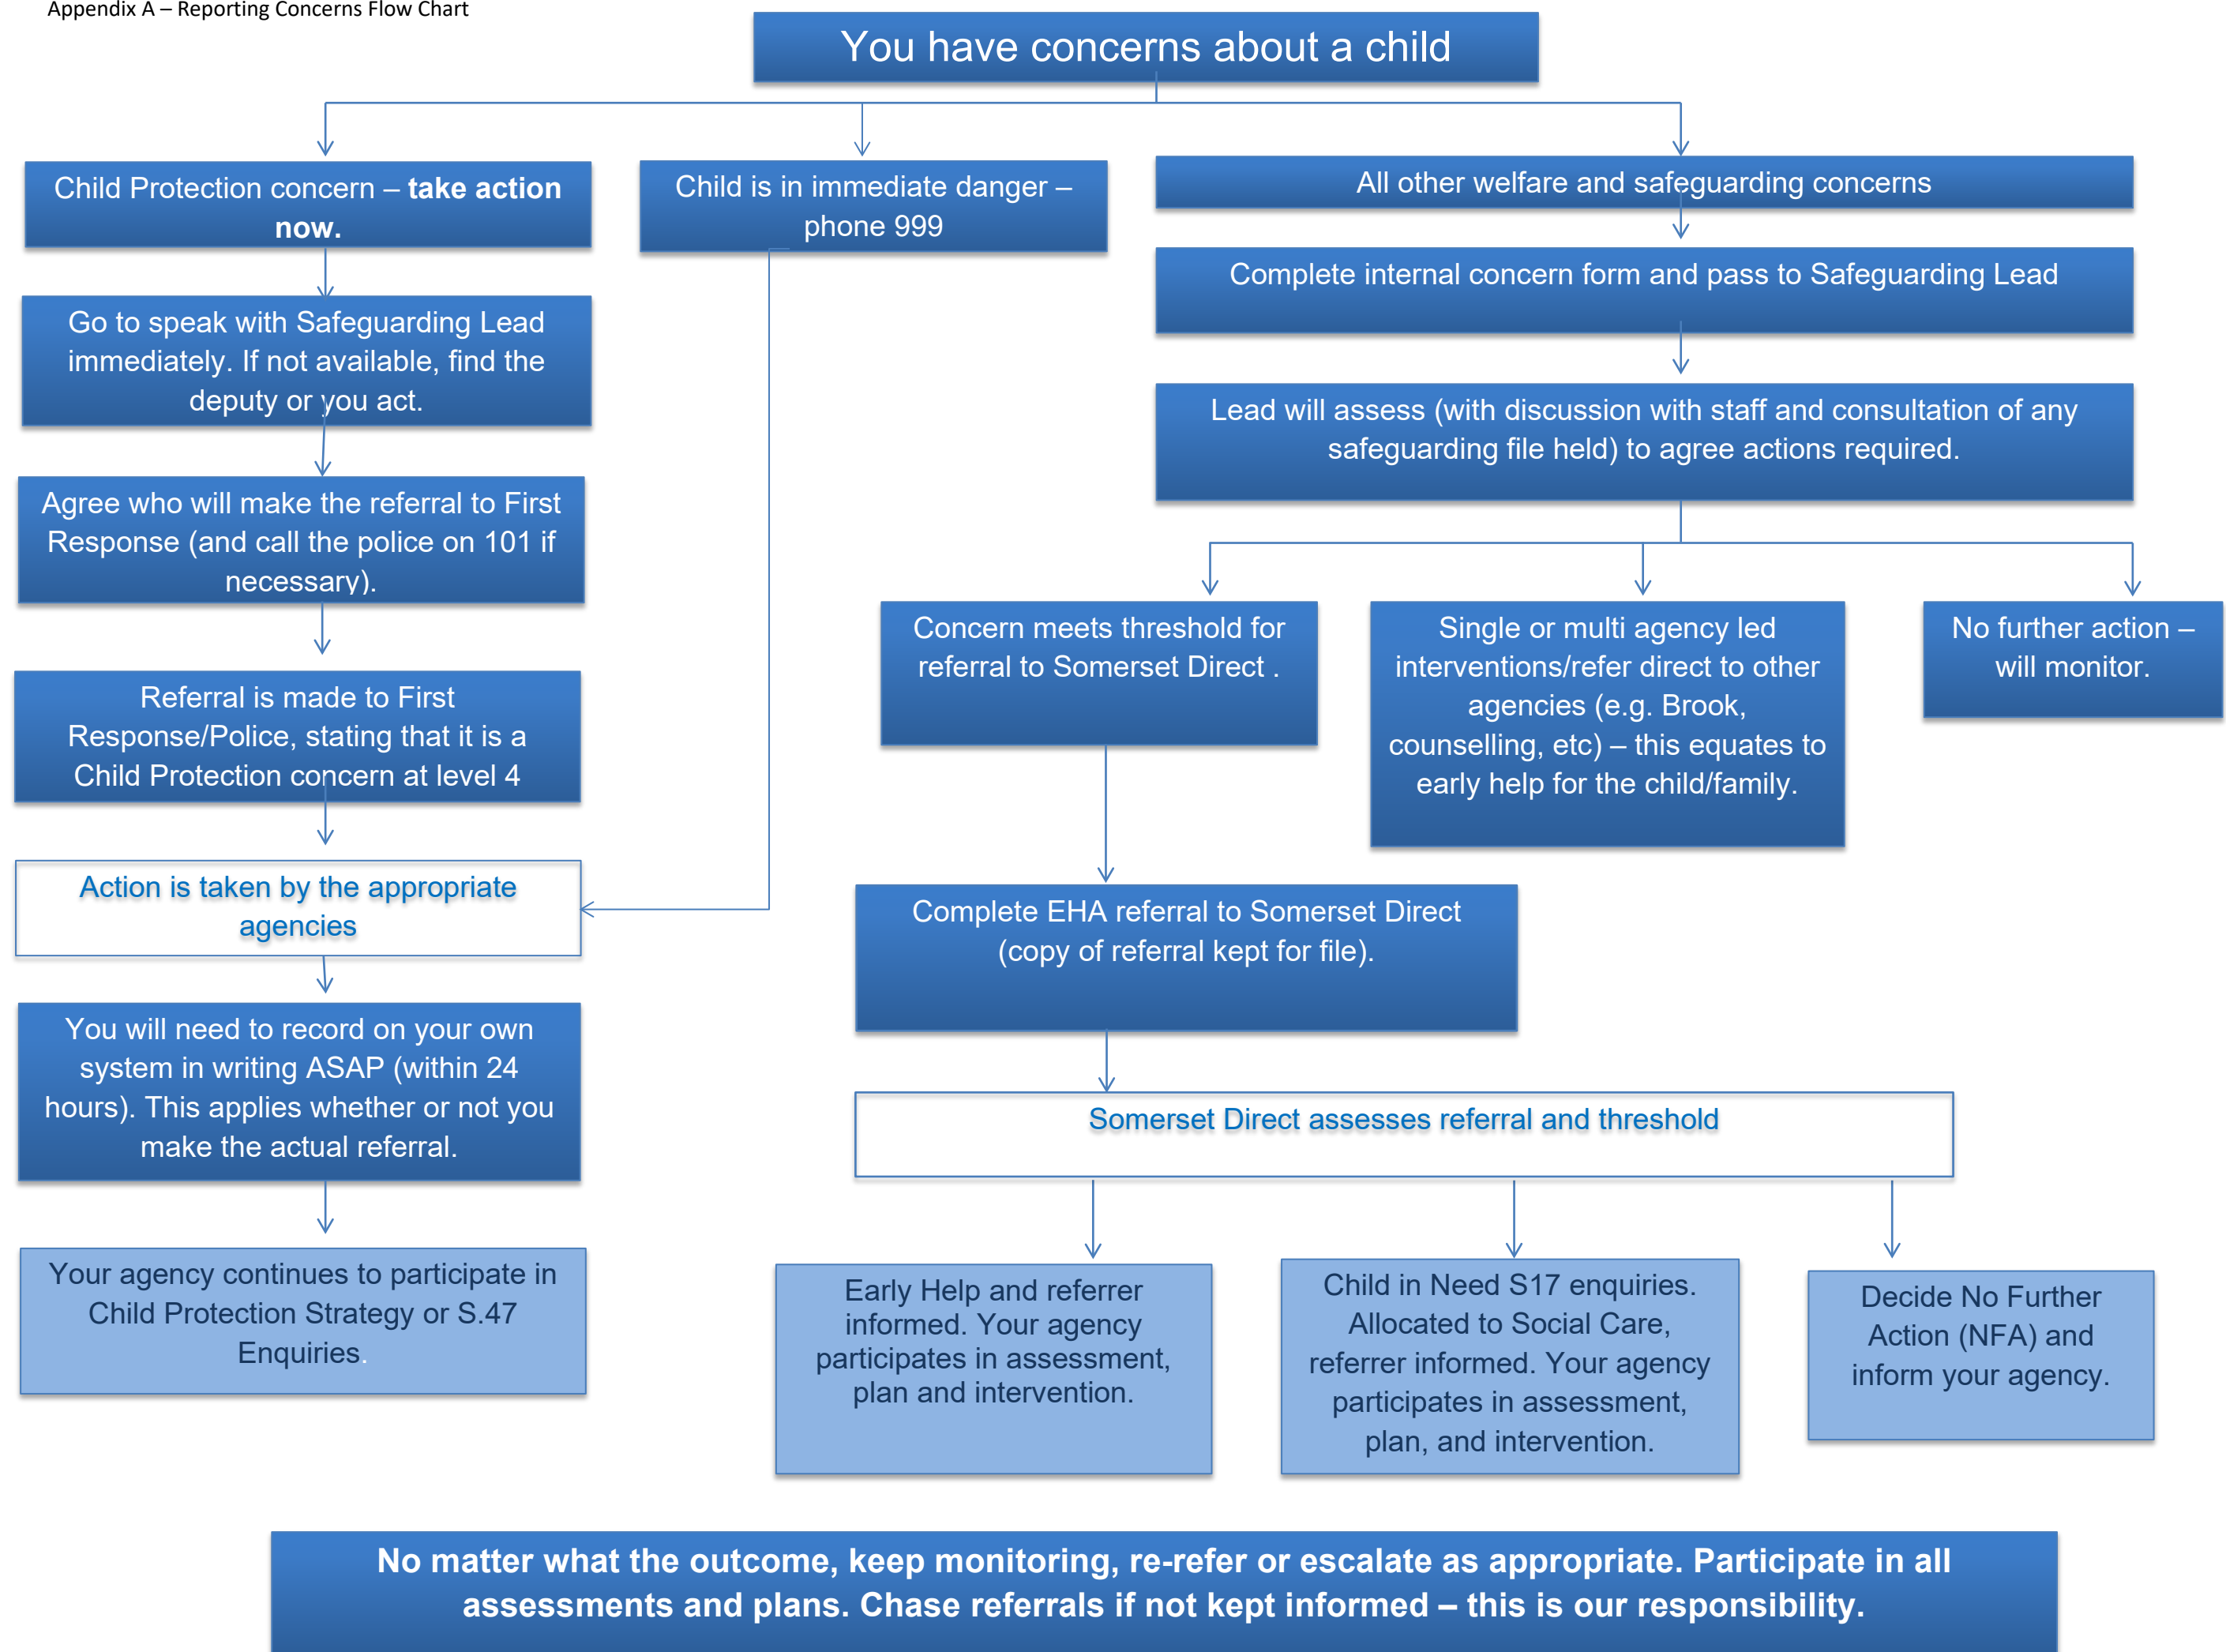 Appendix A – Reporting Concerns Flow Chart
You have concerns about a child
Child Protection concern – take action
now.
Child is in immediate danger –
phone 999
All other welfare and safeguarding concerns
Go to speak with Safeguarding Lead
immediately. If not available, find the
deputy or you act.
Complete internal concern form and pass to Safeguarding Lead
Lead will assess (with discussion with staff and consultation of any
safeguarding file held) to agree actions required.
Agree who will make the referral to First
Response (and call the police on 101 if
necessary).
Concern meets threshold for
referral to Somerset Direct .
Single or multi agency led
interventions/refer direct to other
agencies (e.g. Brook,
counselling, etc) – this equates to
early help for the child/family.
No further action –
will monitor.
Referral is made to First
Response/Police, stating that it is a
Child Protection concern at level 4
Action is taken by the appropriate
agencies
Complete EHA referral to Somerset Direct
(copy of referral kept for file).
You will need to record on your own
system in writing ASAP (within 24
hours). This applies whether or not you
make the actual referral.
Somerset Direct assesses referral and threshold
Your agency continues to participate in
Child Protection Strategy or S.47
Enquiries.
Early Help and referrer
informed. Your agency
participates in assessment,
plan and intervention.
Child in Need S17 enquiries.
Allocated to Social Care,
referrer informed. Your agency
participates in assessment,
plan, and intervention.
Decide No Further
Action (NFA) and
inform your agency.
No matter what the outcome, keep monitoring, re-refer or escalate as appropriate. Participate in all
assessments and plans. Chase referrals if not kept informed – this is our responsibility.